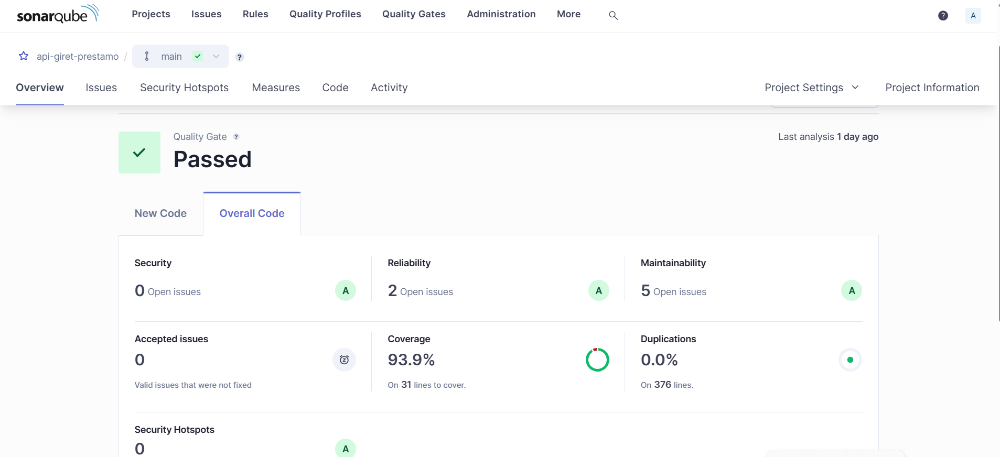 sonarqube Projects Issues Rules Quality Profiles Quality Gates Administration More ? A
api-giret-prestamo / main ?
Overview Issues Security Hotspots Measures Code Activity Project Settings Project Information
Quality Gate ?
Last analysis 1 day ago
Passed
New Code Overall Code
Security
0 Open issues A
Reliability
2 Open issues A
Maintainability
5 Open issues A
Accepted issues
0
Valid issues that were not fixed
Coverage
93.9%
On 31 lines to cover.
Duplications
0.0%
On 376 lines.
Security Hotspots
0 A